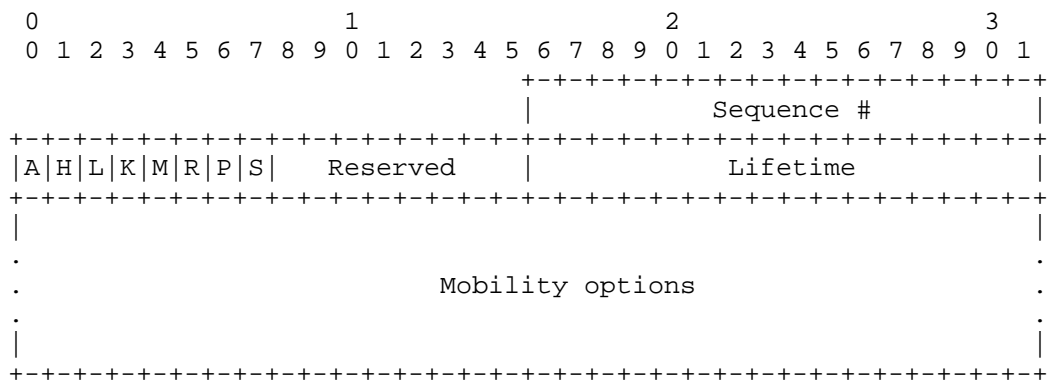 0                   1                   2                   3
 0 1 2 3 4 5 6 7 8 9 0 1 2 3 4 5 6 7 8 9 0 1 2 3 4 5 6 7 8 9 0 1
                                +-+-+-+-+-+-+-+-+-+-+-+-+-+-+-+-+
                                |          Sequence #           |
+-+-+-+-+-+-+-+-+-+-+-+-+-+-+-+-+-+-+-+-+-+-+-+-+-+-+-+-+-+-+-+-+
|A|H|L|K|M|R|P|S|   Reserved    |            Lifetime           |
+-+-+-+-+-+-+-+-+-+-+-+-+-+-+-+-+-+-+-+-+-+-+-+-+-+-+-+-+-+-+-+-+
|                                                               |
.                                                               .
.                          Mobility options                     .
.                                                               .
|                                                               |
+-+-+-+-+-+-+-+-+-+-+-+-+-+-+-+-+-+-+-+-+-+-+-+-+-+-+-+-+-+-+-+-+